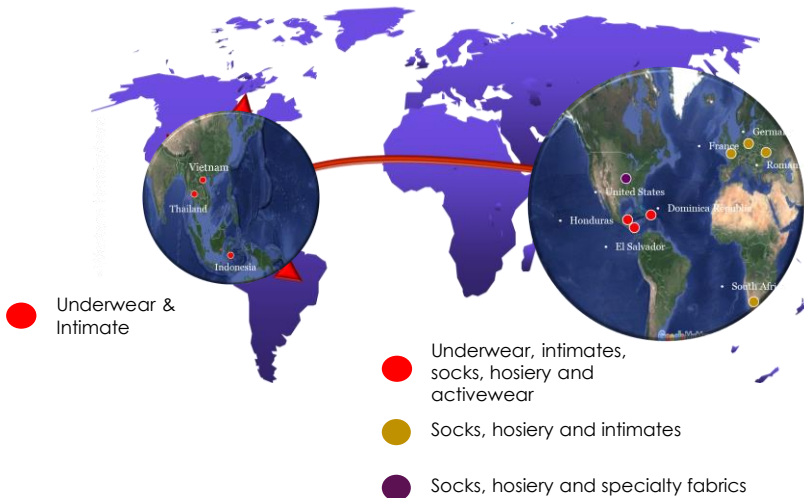 German
France
Roman
Vietnam
United States
Thailand
Dominica Republic
Honduras
El Salvador
Indonesia
South Afri
Underwear &
Intimate
Underwear, intimates,
socks, hosiery and
activewear
Socks, hosiery and intimates
Socks, hosiery and specialty fabrics